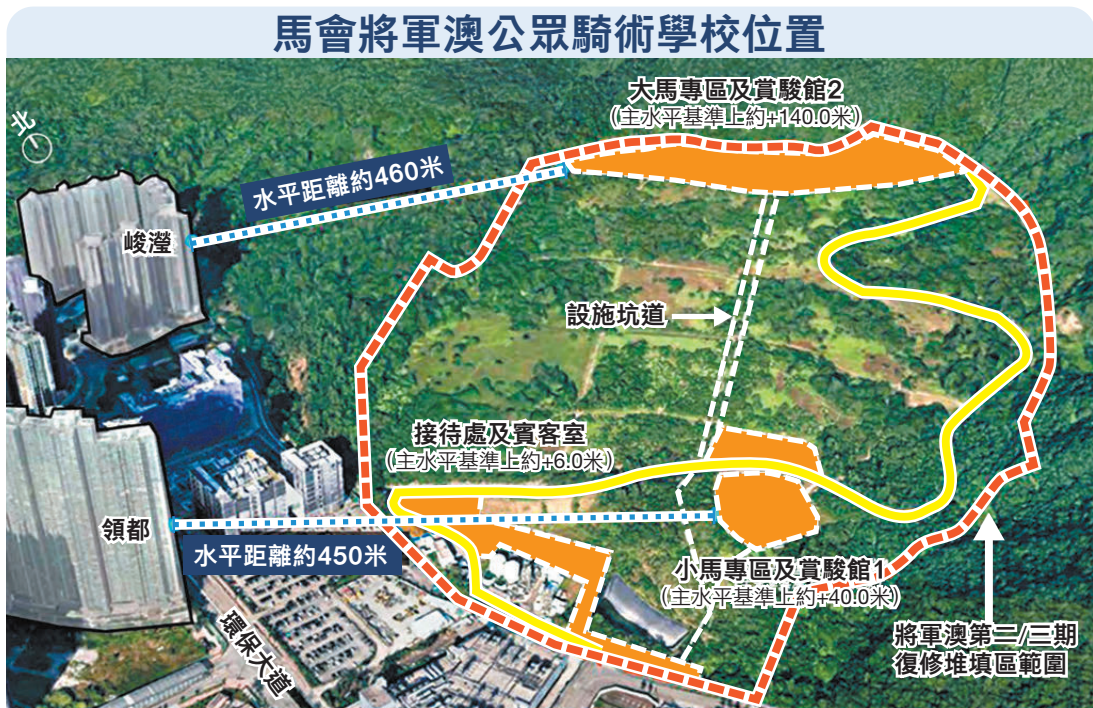 馬會將軍澳公眾騎術學校位置
北
大馬專區及賞駿館2
（主水平基準上約+140.0米）
水平距離約460米
峻瀅
設施坑道
接待處及賓客室
（主水平基準上約+6.0米）
領都
水平距離約450米
小馬專區及賞駿館1
（主水平基準上約+40.0米）
環保大道
將軍澳第二/三期
復修堆填區範圍